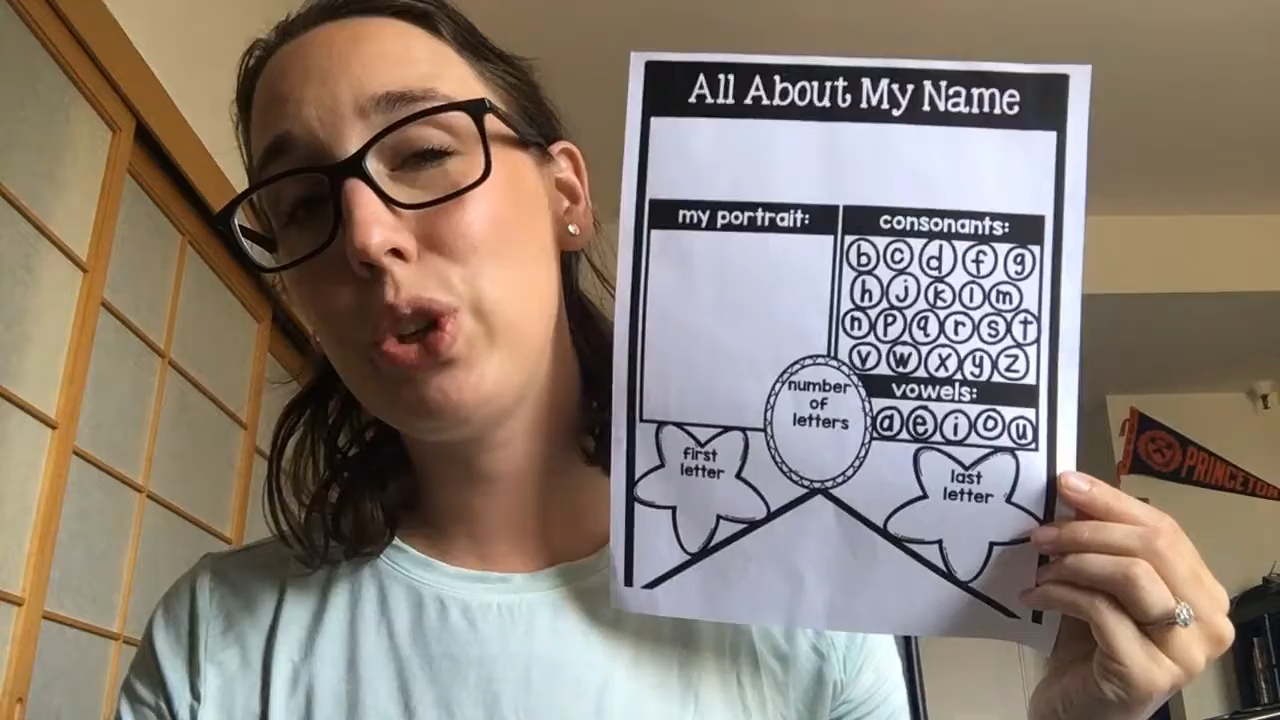 All About My Name
my portrait:
consonants:
b c d f g
h j k l m
n p q r s t
v w x y z
vowels:
a e i o u
number
of
letters
first
letter
last
letter
PRINCETON